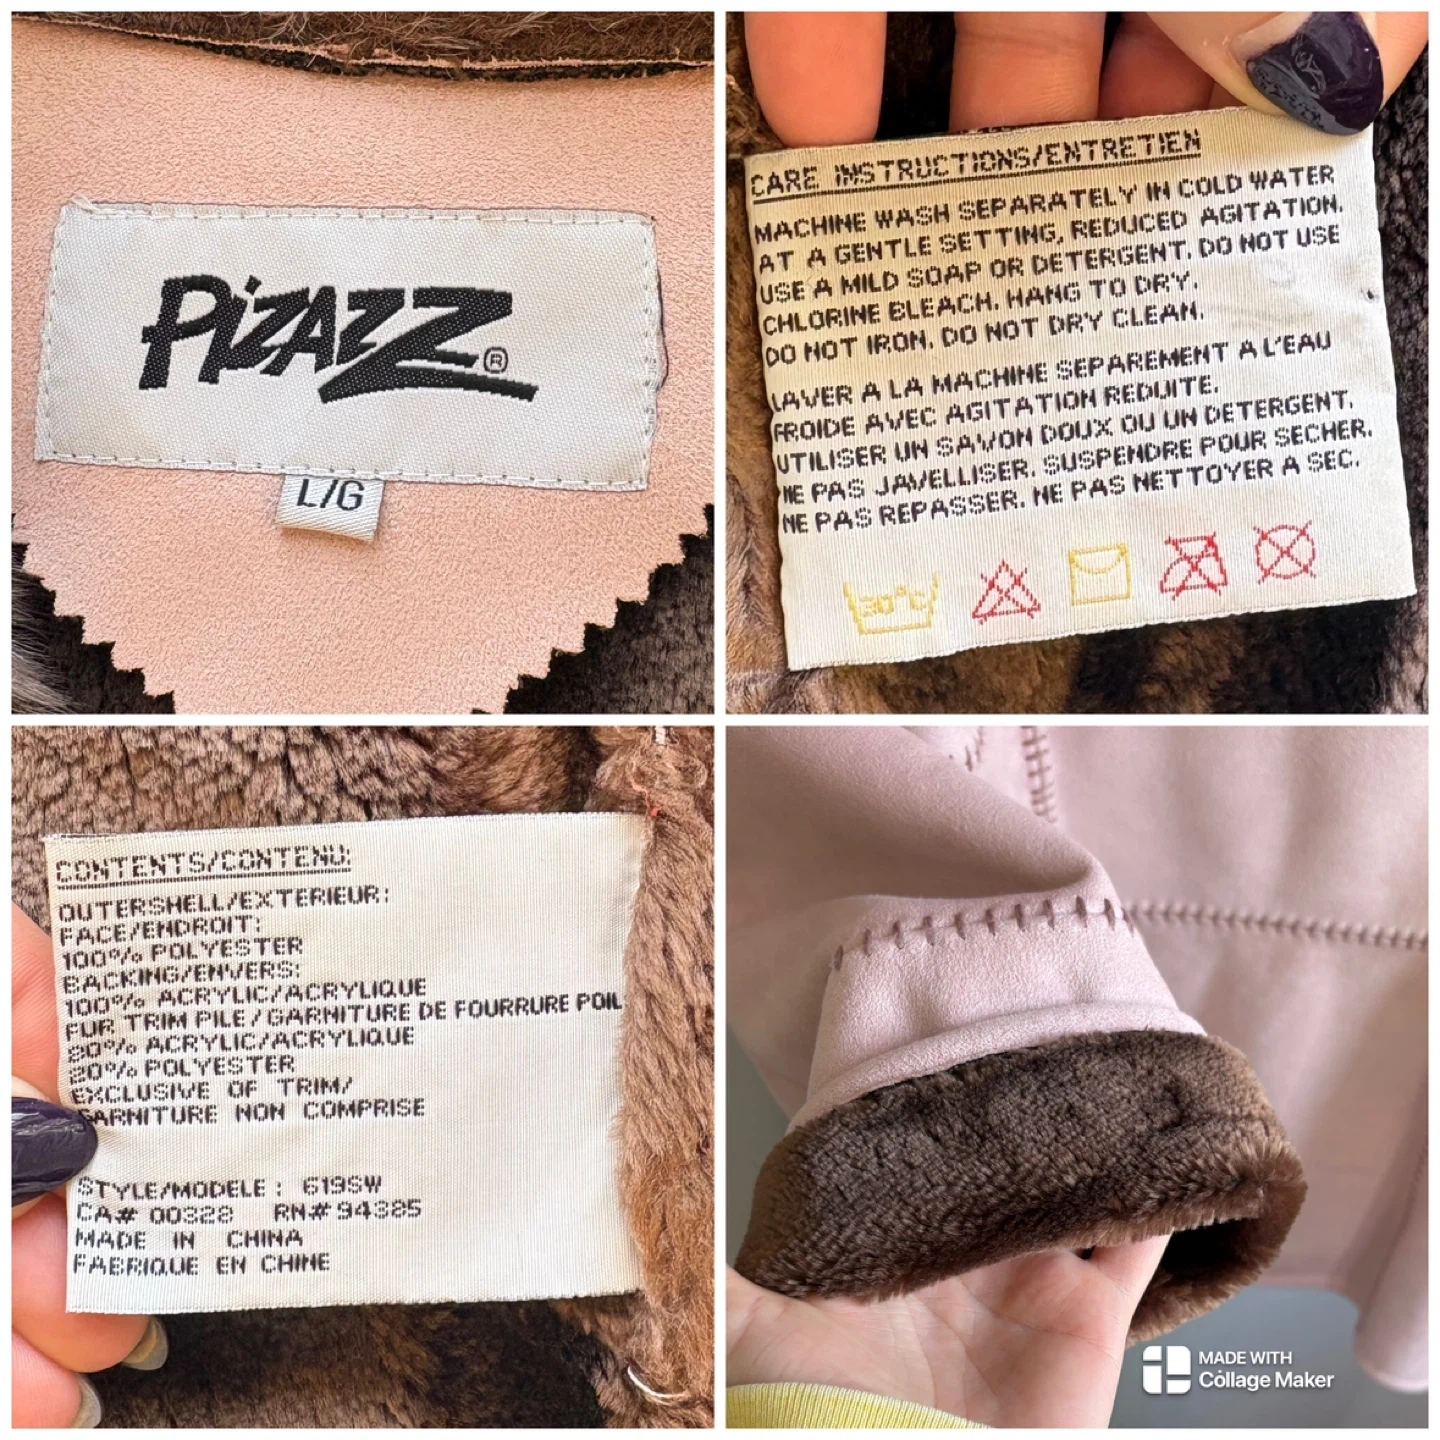 PIZAZZ®
L/G
CARE INSTRUCTIONS/ENTRETIEN
MACHINE WASH SEPARATELY IN COLD WATER
AT A GENTLE SETTING, REDUCED AGITATION.
USE A MILD SOAP OR DETERGENT. DO NOT USE
CHLORINE BLEACH. HANG TO DRY.
DO NOT IRON. DO NOT DRY CLEAN.
LAVER A LA MACHINE SEPAREMENT A L'EAU
FROIDE AVEC AGITATION REDUITE.
UTILISER UN SAVON DOUX OU UN DETERGENT.
NE PAS JAVELLISER. SUSPENDRE POUR SECHER.
NE PAS REPASSER. NE PAS NETTOYER A SEC.
30°C
CONTENTS/CONTENU:
OUTERSHELL/EXTERIEUR:
FACE/ENDROIT:
100% POLYESTER
BACKING/ENVERS:
100% ACRYLIC/ACRYLIQUE
FUR TRIM PILE/GARNITURE DE FOURRURE POIL
80% ACRYLIC/ACRYLIQUE
20% POLYESTER
EXCLUSIVE OF TRIM/
GARNITURE NON COMPRISE
STYLE/MODELE: 619SW
CA# 00328 RN# 94385
MADE IN CHINA
FABRIQUE EN CHINE
MADE WITH
Collage Maker